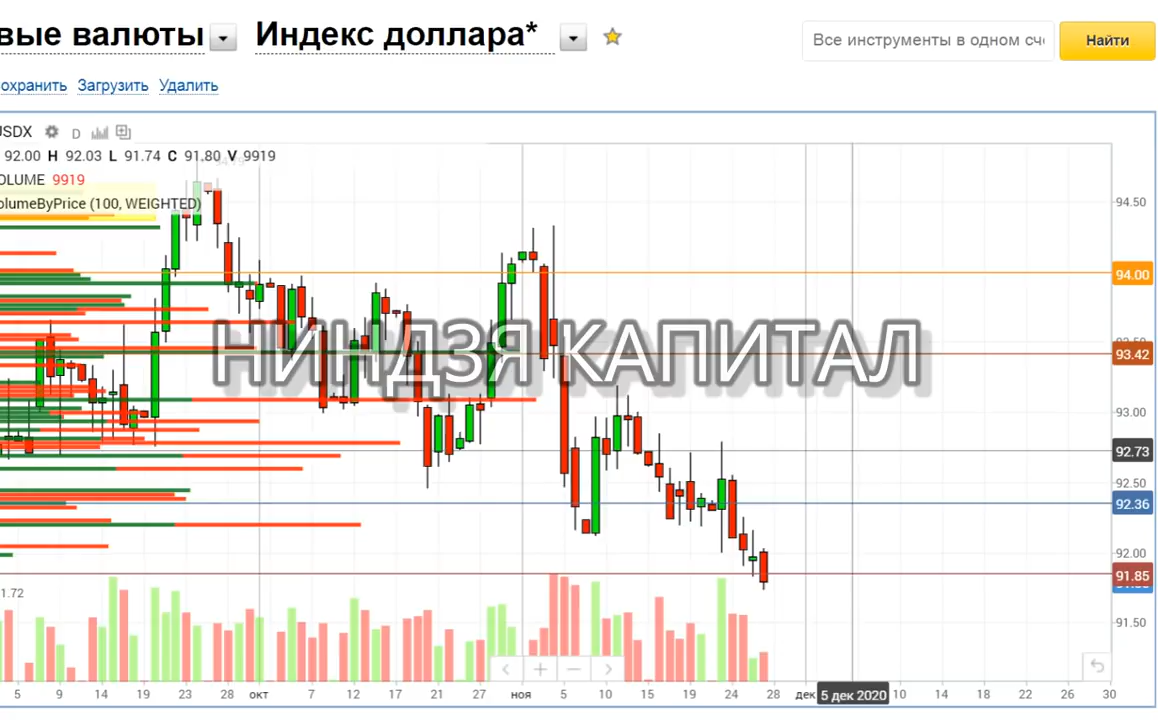 вые валюты Индекс доллара*
Все инструменты в одном сч
Найти
охранить Загрузить Удалить
USDX D
92.00 H 92.03 L 91.74 C 91.80 V 9919
OLUME 9919
olumeByPrice (100, WEIGHTED)
94.50
94.00
НИНДЗЯ КАПИТАЛ
93.42
93.00
92.73
92.50
92.36
92.00
91.85
1.72
91.50
5 9 14 19 23 28 окт 7 12 17 21 27 ноя 5 10 15 19 24 28 дек 5 дек 2020 10 14 18 22 26 30